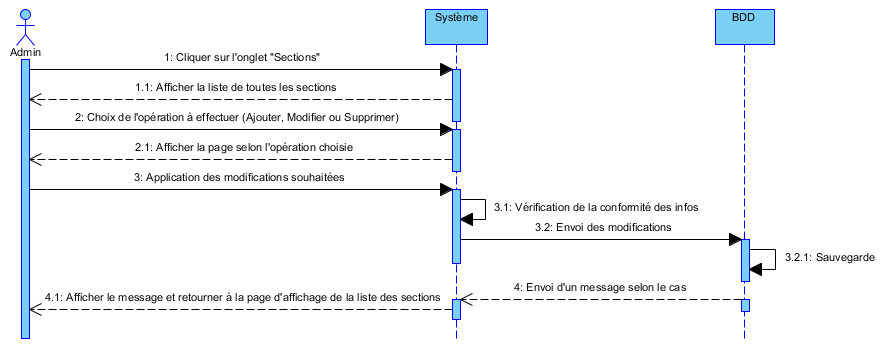 Système
BDD
Admin
1: Cliquer sur l'onglet "Sections"
1.1: Afficher la liste de toutes les sections
2: Choix de l'opération à effectuer (Ajouter, Modifier ou Supprimer)
2.1: Afficher la page selon l'opération choisie
3: Application des modifications souhaitées
3.1: Vérification de la conformité des infos
3.2: Envoi des modifications
3.2.1: Sauvegarde
4: Envoi d'un message selon le cas
4.1: Afficher le message et retourner à la page d'affichage de la liste des sections